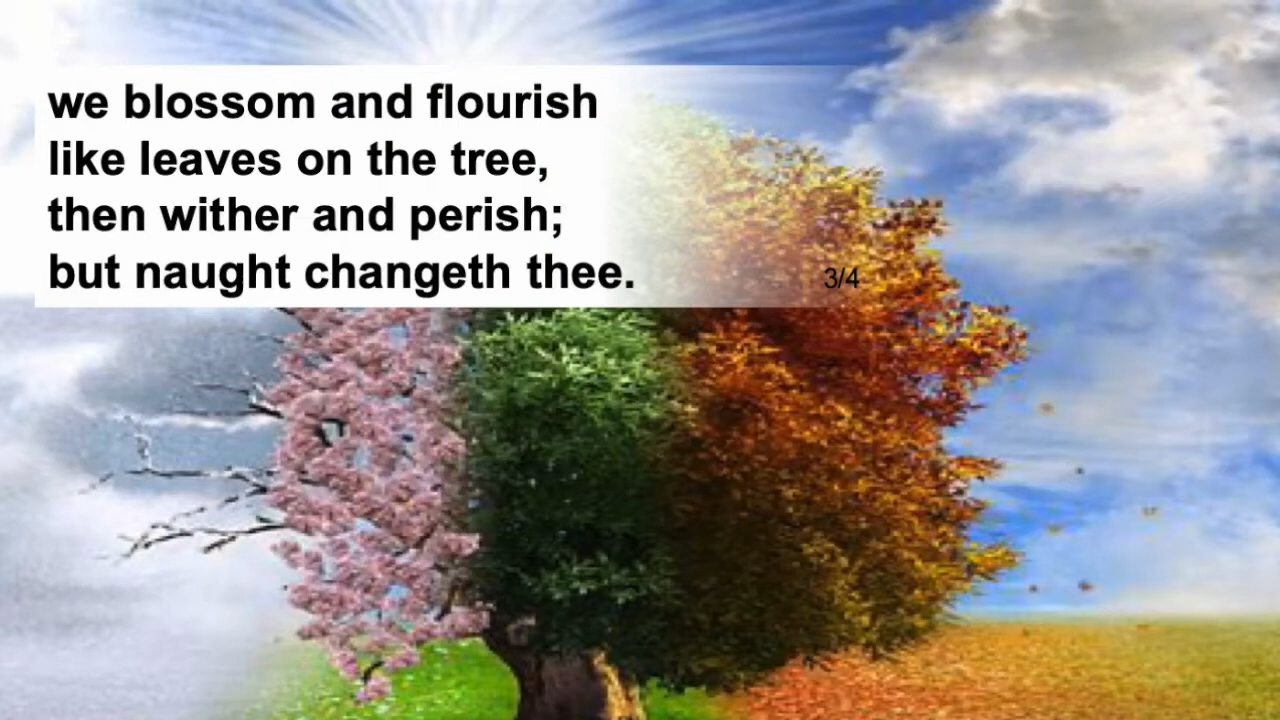 we blossom and flourish
like leaves on the tree,
then wither and perish;
but naught changeth thee.
3/4